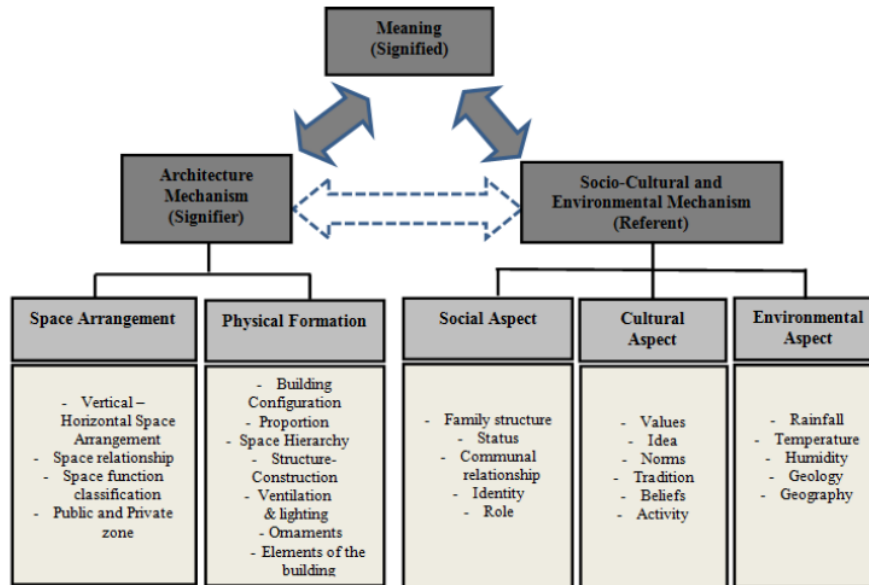 Meaning
(Signified)
Architecture
Mechanism
(Signifier)
Socio-Cultural and
Environmental Mechanism
(Referent)
Space Arrangement
- Vertical –
Horizontal Space
Arrangement
- Space relationship
- Space function
classification
- Public and Private
zone
Physical Formation
- Building
Configuration
- Proportion
- Space Hierarchy
- Structure-
Construction
- Ventilation
& lighting
- Ornaments
- Elements of the
building
Social Aspect
- Family structure
- Status
- Communal
relationship
- Identity
- Role
Cultural
Aspect
- Values
- Idea
- Norms
- Tradition
- Beliefs
- Activity
Environmental
Aspect
- Rainfall
- Temperature
- Humidity
- Geology
- Geography